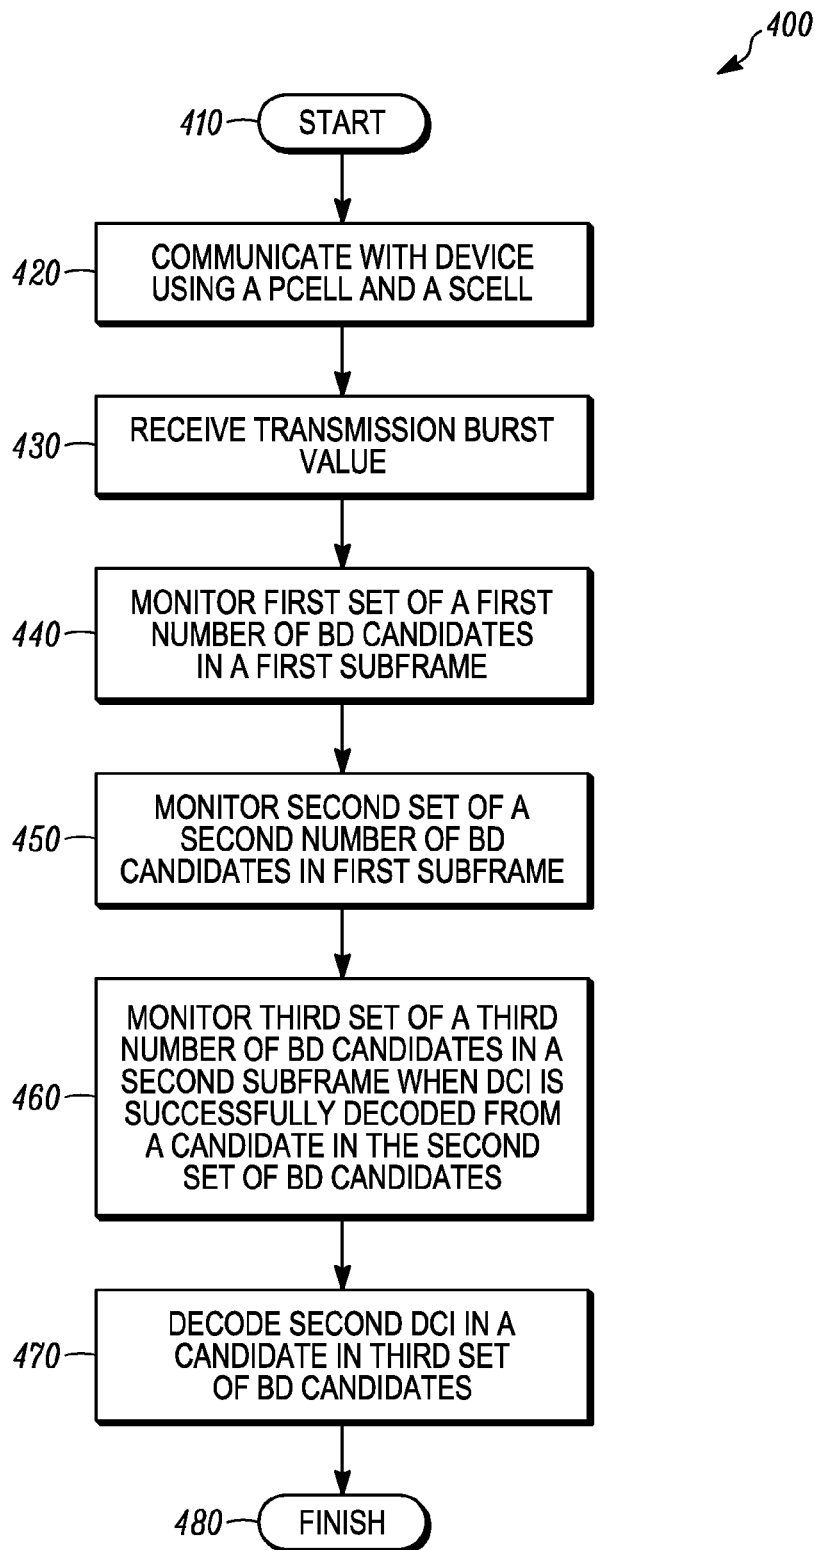 400
410
START
420
COMMUNICATE WITH DEVICE
USING A PCELL AND A SCELL
430
RECEIVE TRANSMISSION BURST
VALUE
440
MONITOR FIRST SET OF A FIRST
NUMBER OF BD CANDIDATES
IN A FIRST SUBFRAME
450
MONITOR SECOND SET OF A
SECOND NUMBER OF BD
CANDIDATES IN FIRST SUBFRAME
460
MONITOR THIRD SET OF A THIRD
NUMBER OF BD CANDIDATES IN A
SECOND SUBFRAME WHEN DCI IS
SUCCESSFULLY DECODED FROM
A CANDIDATE IN THE SECOND
SET OF BD CANDIDATES
470
DECODE SECOND DCI IN A
CANDIDATE IN THIRD SET
OF BD CANDIDATES
480
FINISH